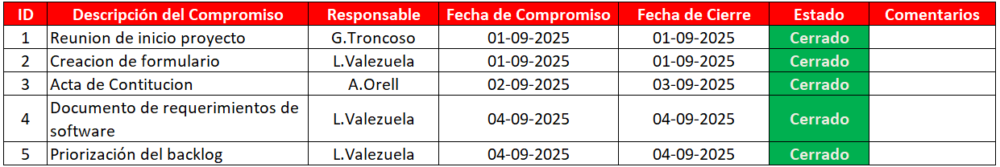 ID Descripción del Compromiso Responsable Fecha de Compromiso Fecha de Cierre Estado Comentarios
1 Reunion de inicio proyecto G.Troncoso 01-09-2025 01-09-2025 Cerrado
2 Creacion de formulario L.Valezuela 01-09-2025 01-09-2025 Cerrado
3 Acta de Contitucion A.Orell 02-09-2025 03-09-2025 Cerrado
4 Documento de requerimientos de software L.Valezuela 04-09-2025 04-09-2025 Cerrado
5 Priorización del backlog L.Valezuela 04-09-2025 04-09-2025 Cerrado